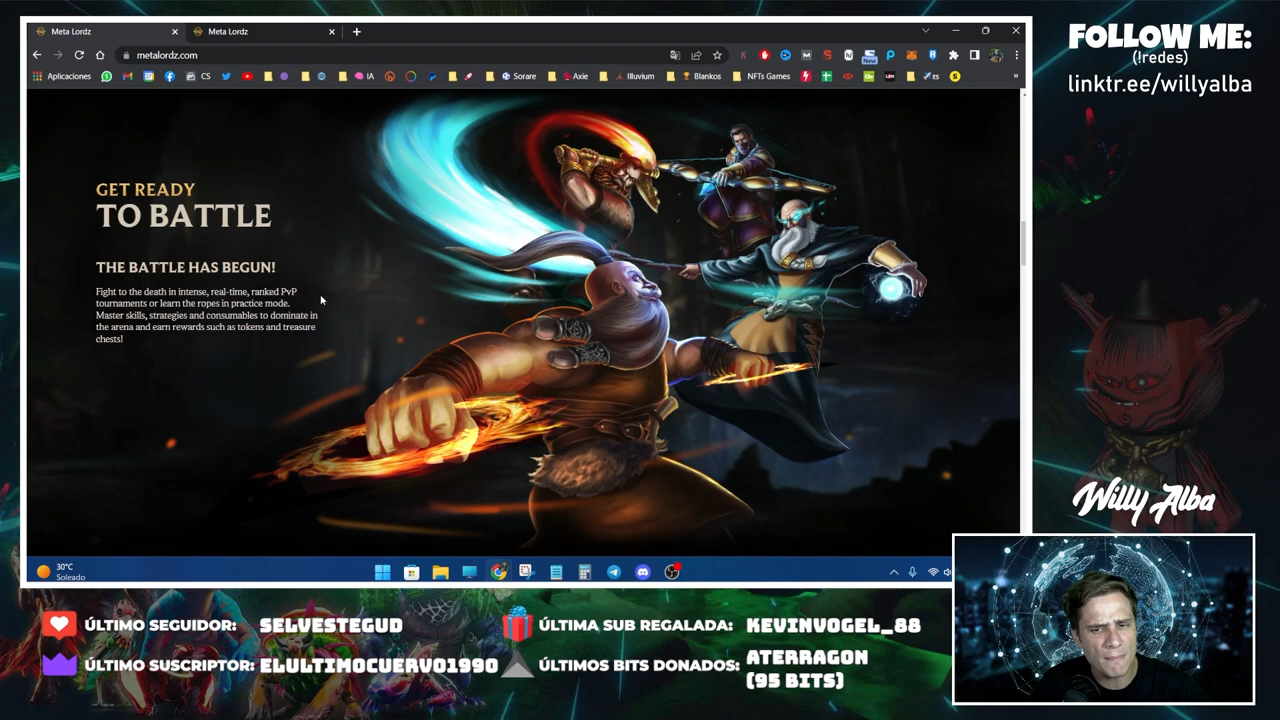 Meta Lordz
Meta Lordz
metalordz.com
Aplicaciones
CS
IA
Sorare
Axie
Illuvium
Blankos
NFTs Games
ES
New
GET READY
TO BATTLE
THE BATTLE HAS BEGUN!
Fight to the death in intense, real-time, ranked PvP
tournaments or learn the ropes in practice mode.
Master skills, strategies and consumables to dominate in
the arena and earn rewards such as tokens and treasure
chests!
30°C
Soleado
FOLLOW ME:
(!redes)
linktr.ee/willyalba
Willy Alba
ÚLTIMO SEGUIDOR: SELVESTEGUD
ÚLTIMO SUSCRIPTOR: ELULTIMOCUERVO1990
ÚLTIMA SUB REGALADA: KEVINVOGEL_88
ÚLTIMOS BITS DONADOS: ATERRAGON
(95 BITS)